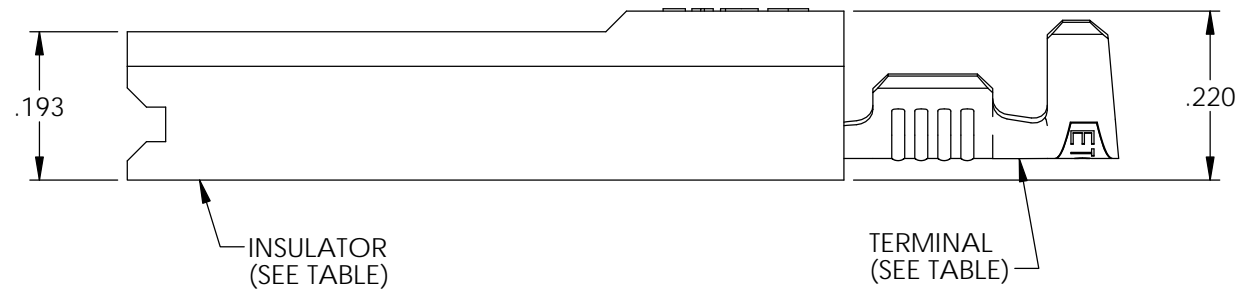 .193
.220
INSULATOR
(SEE TABLE)
TERMINAL
(SEE TABLE)